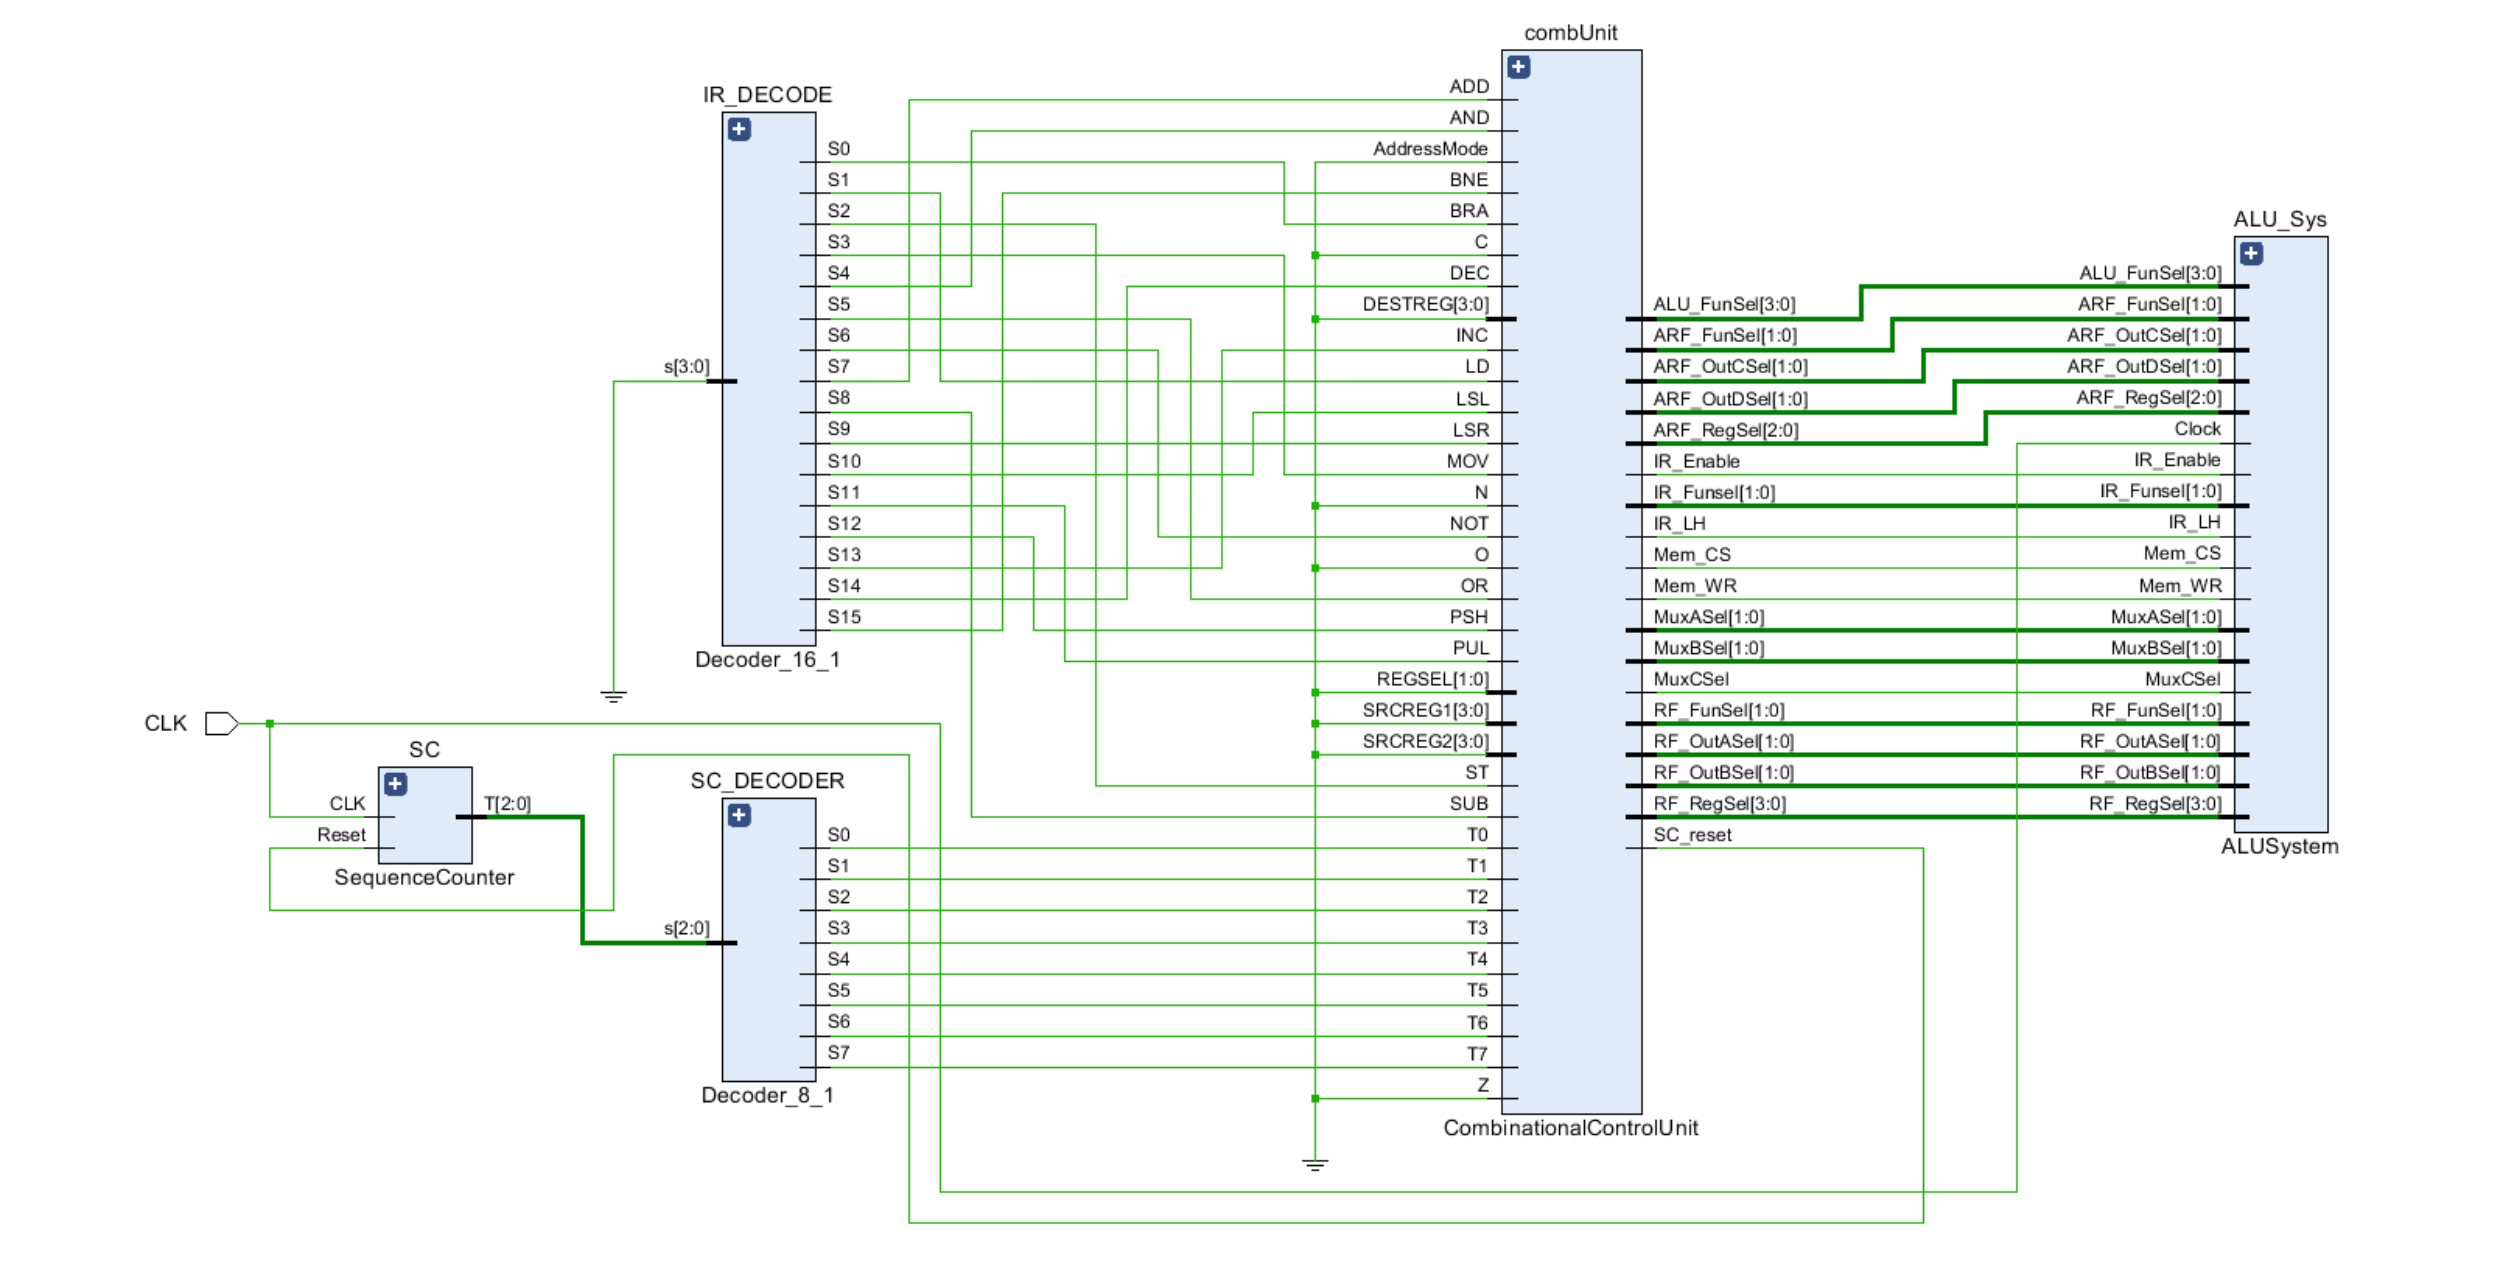 combUnit
IR_DECODE
s[3:0]
S0
S1
S2
S3
S4
S5
S6
S7
S8
S9
S10
S11
S12
S13
S14
S15
Decoder_16_1
CLK
SC
CLK
Reset
T[2:0]
SequenceCounter
SC_DECODER
s[2:0]
S0
S1
S2
S3
S4
S5
S6
S7
Decoder_8_1
ADD
AND
AddressMode
BNE
BRA
C
DEC
DESTREG[3:0]
INC
LD
LSL
LSR
MOV
N
NOT
O
OR
PSH
PUL
REGSEL[1:0]
SRCREG1[3:0]
SRCREG2[3:0]
ST
SUB
T0
T1
T2
T3
T4
T5
T6
T7
Z
ALU_FunSel[3:0]
ARF_FunSel[1:0]
ARF_OutCSel[1:0]
ARF_OutDSel[1:0]
ARF_RegSel[2:0]
IR_Enable
IR_Funsel[1:0]
IR_LH
Mem_CS
Mem_WR
MuxASel[1:0]
MuxBSel[1:0]
MuxCSel
RF_FunSel[1:0]
RF_OutASel[1:0]
RF_OutBSel[1:0]
RF_RegSel[3:0]
SC_reset
CombinationalControlUnit
ALU_Sys
ALU_FunSel[3:0]
ARF_FunSel[1:0]
ARF_OutCSel[1:0]
ARF_OutDSel[1:0]
ARF_RegSel[2:0]
Clock
IR_Enable
IR_Funsel[1:0]
IR_LH
Mem_CS
Mem_WR
MuxASel[1:0]
MuxBSel[1:0]
MuxCSel
RF_FunSel[1:0]
RF_OutASel[1:0]
RF_OutBSel[1:0]
RF_RegSel[3:0]
ALUSystem